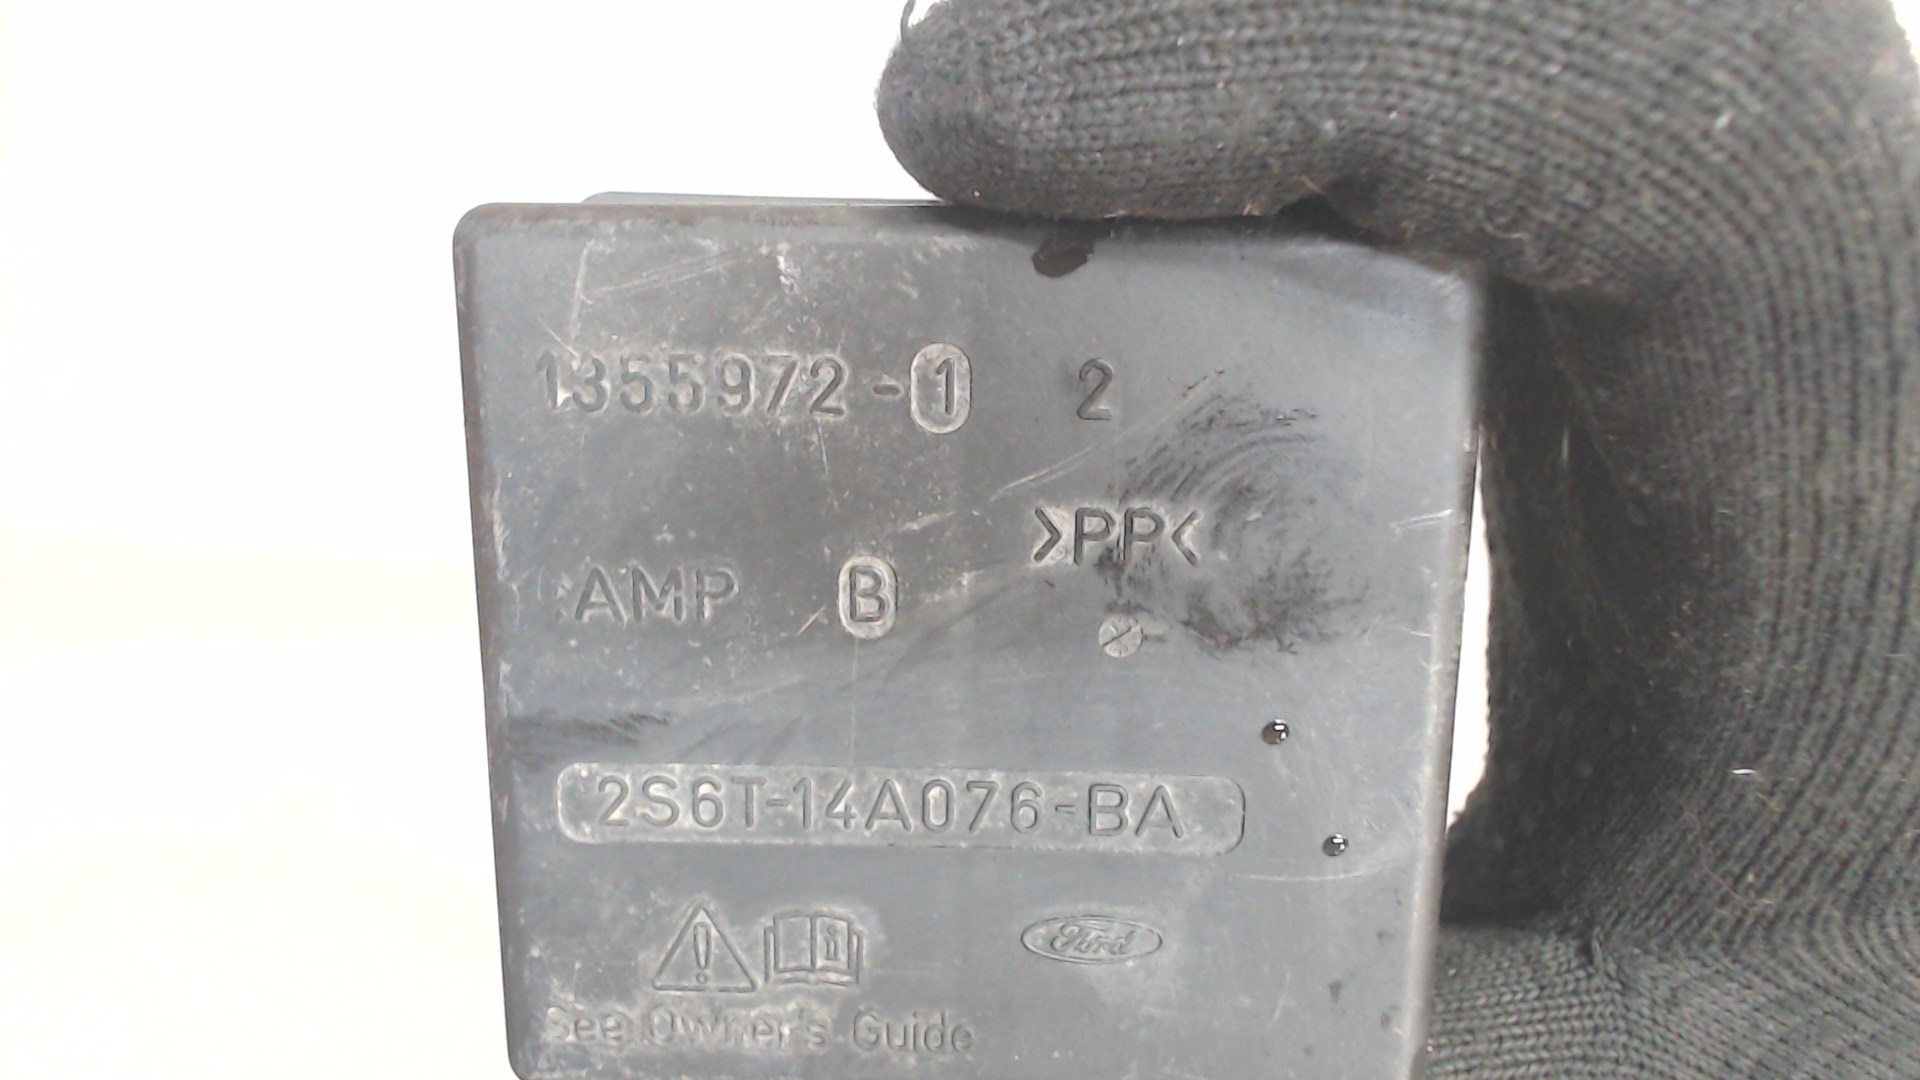 1355972-1 2
>PP<
AMP B
2S6T-14A076-BA
Ford
See Owner's Guide